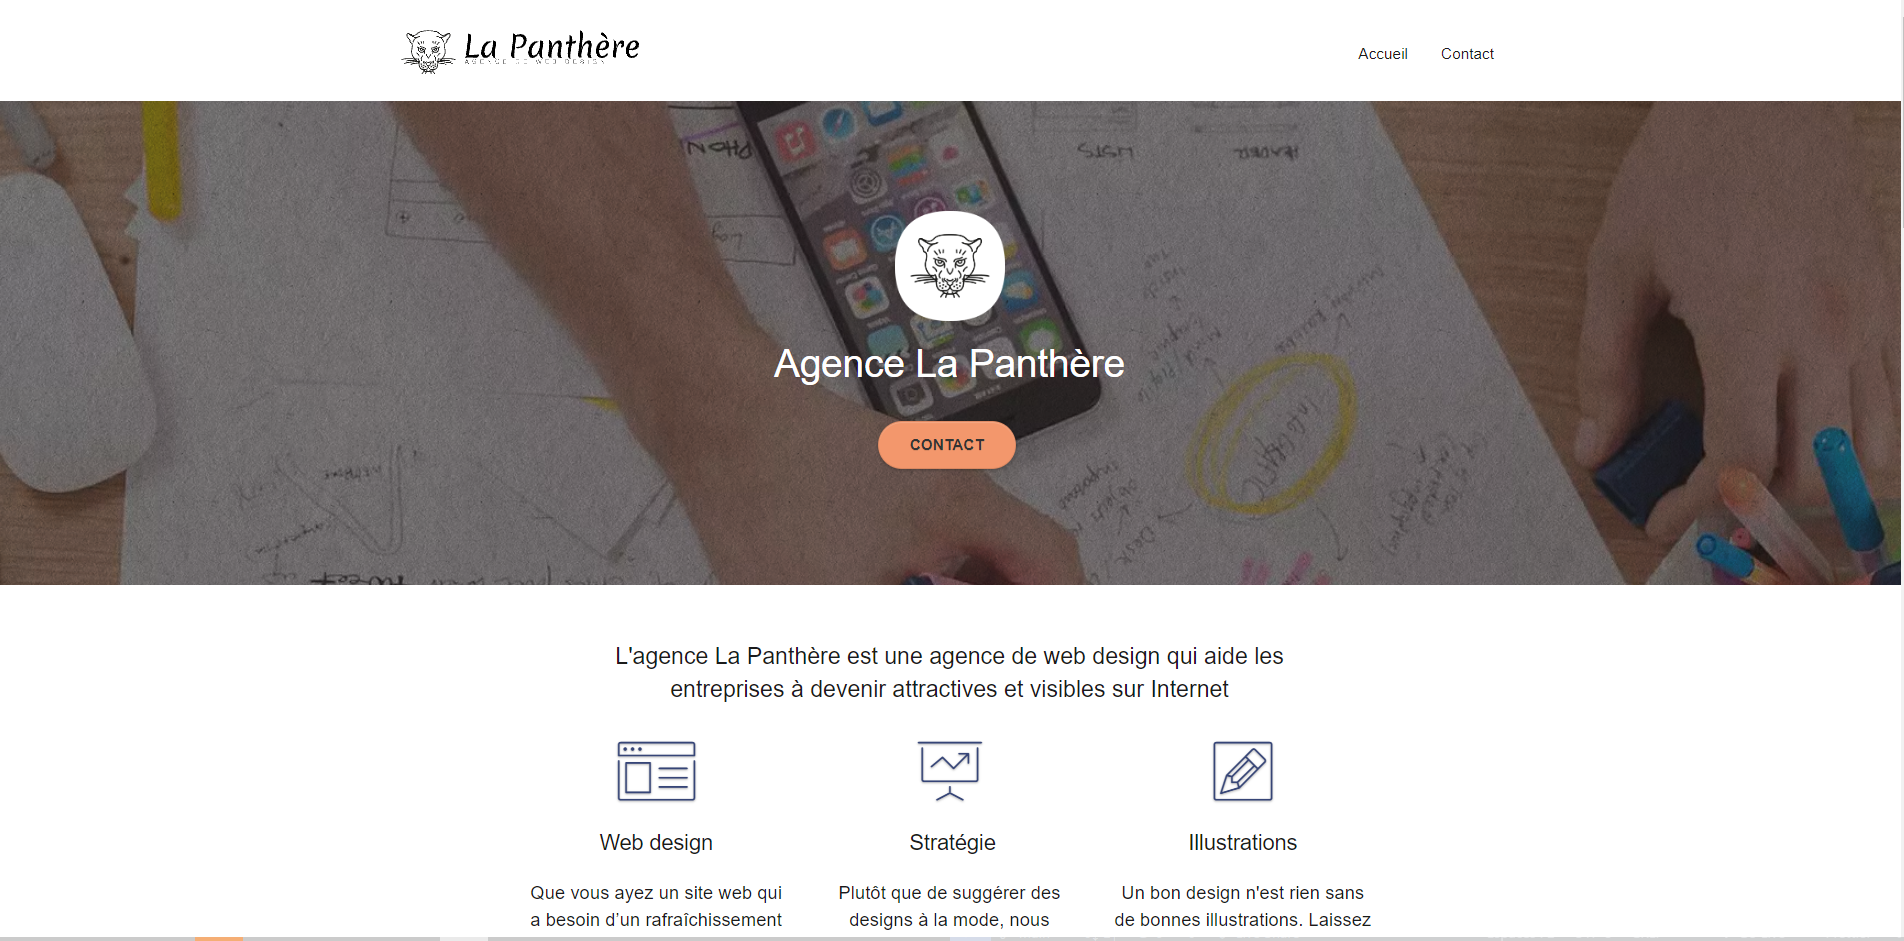 La Panthère
AGENCE DE WEB DESIGN
Accueil
Contact
PHON
LISTS
HEADER
Agence La Panthère
CONTACT
L'agence La Panthère est une agence de web design qui aide les
entreprises à devenir attractives et visibles sur Internet
Web design
Stratégie
Illustrations
Que vous ayez un site web qui
a besoin d’un rafraîchissement
Plutôt que de suggérer des
designs à la mode, nous
Un bon design n'est rien sans
de bonnes illustrations. Laissez